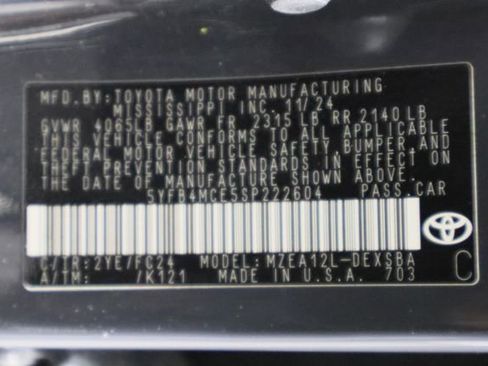 MFD.BY:TOYOTA MOTOR MANUFACTURING
MISSISSIPPI INC. 11/24
GVWR 4065LB GAWR FR 2315 LB RR 2140 LB
THIS VEHICLE CONFORMS TO ALL APPLICABLE
FEDERAL MOTOR VEHICLE SAFETY, BUMPER, AND
THEFT PREVENTION STANDARDS IN EFFECT ON
THE DATE OF MANUFACTURE SHOWN ABOVE.
5YFB4MCE5SP222604 PASS.CAR
C/TR:2YE/FC24 MODEL:MZEA12L-DEXSBA
A/TM: /K121 MADE IN U.S.A. 703
C